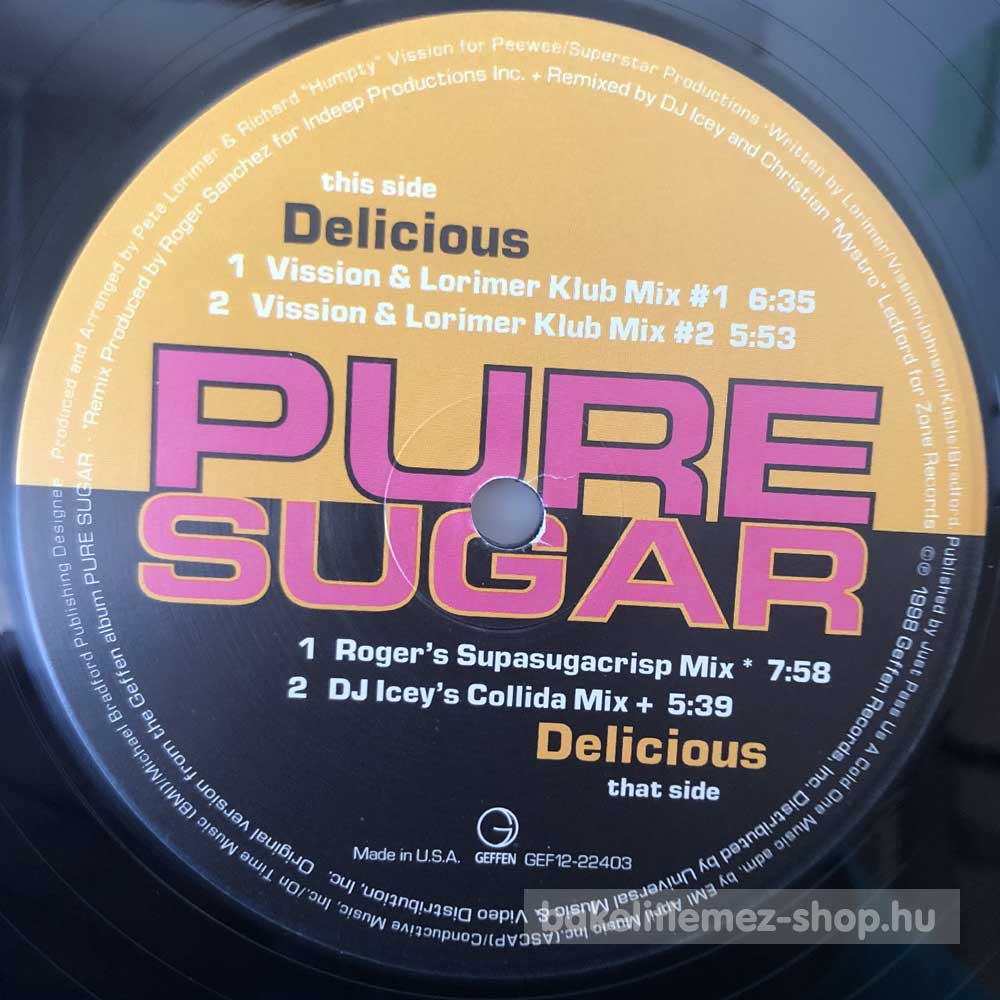 this side
Delicious
1 Vission & Lorimer Klub Mix #1 6:35
2 Vission & Lorimer Klub Mix #2 5:53
PURE
SUGAR
1 Roger's Supasugacrisp Mix * 7:58
2 DJ Icey's Collida Mix + 5:39
Delicious
that side
Made in U.S.A. GEFFEN GEF12-22403
Produced and Arranged by Pete Lorimer & Richard "Humpty" Vission for Peewee/Superstar Productions · Written by Lorimer/Vission/Johnson/Kibble/Bradford. Published by Just Pass Us A Cold One Music adm. by EMI April Music Inc. (ASCAP)/Conductive Music, Inc./On Time Music (BMI)/Michael Bradford Publishing Designee
Original version from the Geffen album PURE SUGAR · *Remix Produced by Roger Sanchez for Indeep Productions Inc. + Remixed by DJ Icey and Christian "Mystro" Ledford for Zone Records
©℗ 1998 Geffen Records, Inc. Distributed by Universal Music & Video Distribution, Inc.
bakelitlemez-shop.hu